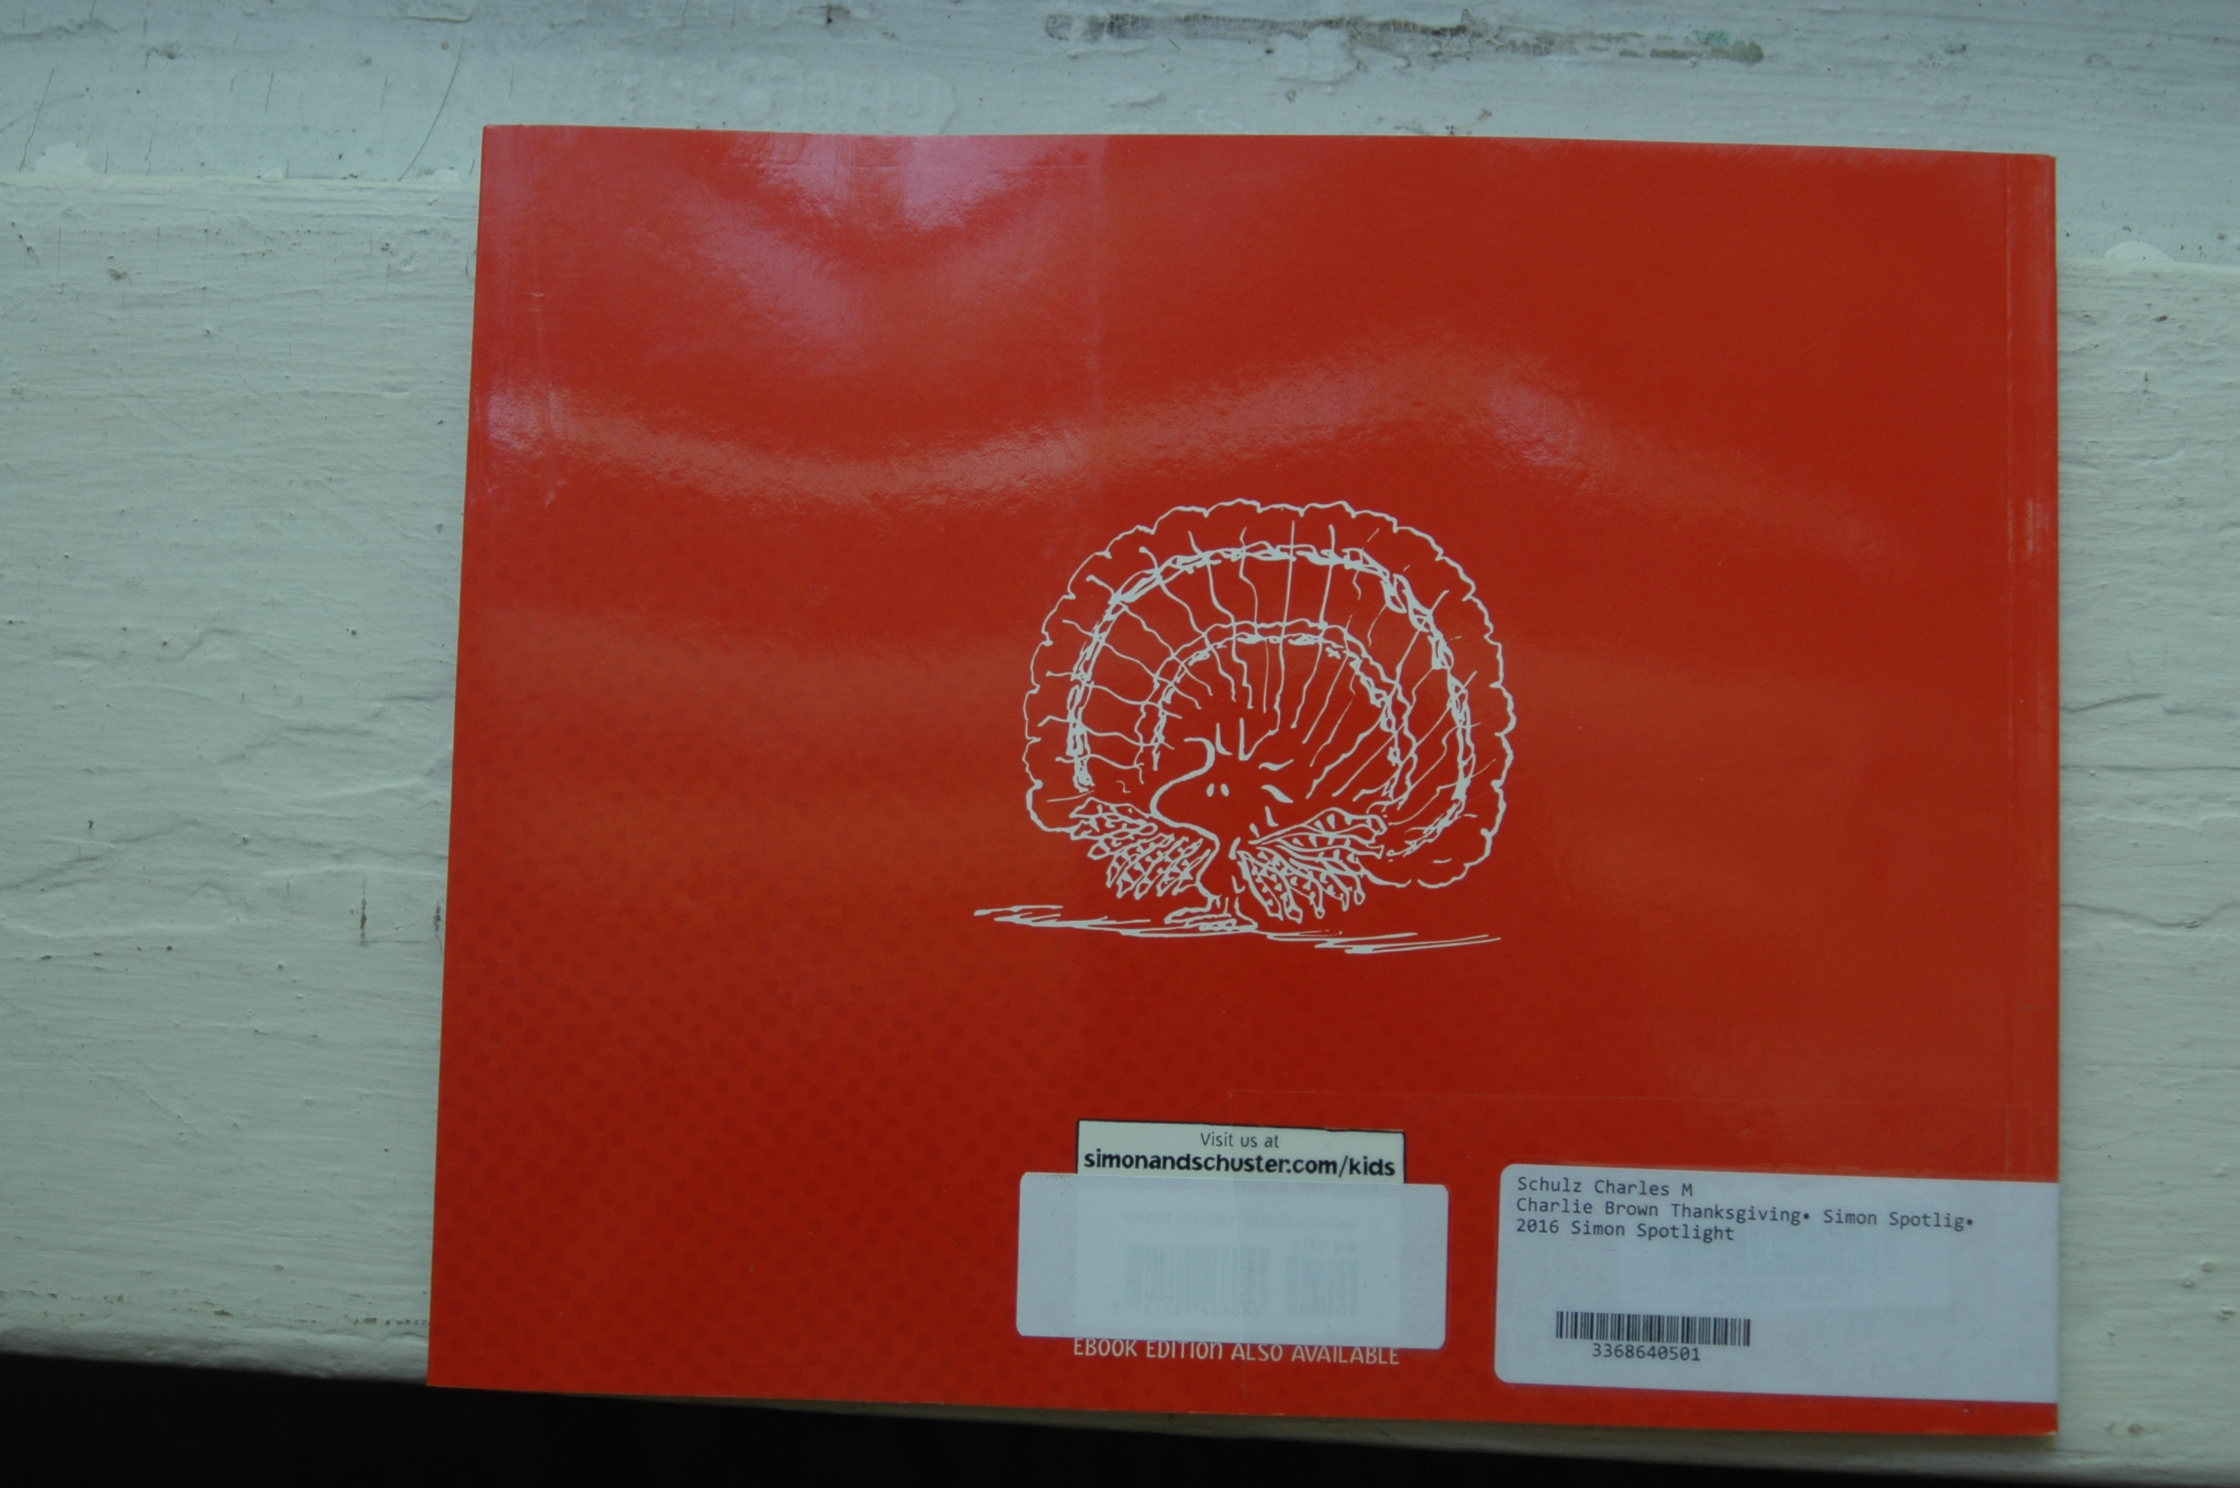 Visit us at
simonandschuster.com/kids
EBOOK EDITION ALSO AVAILABLE
Schulz Charles M
Charlie Brown Thanksgiving• Simon Spotlig•
2016 Simon Spotlight
3368640501